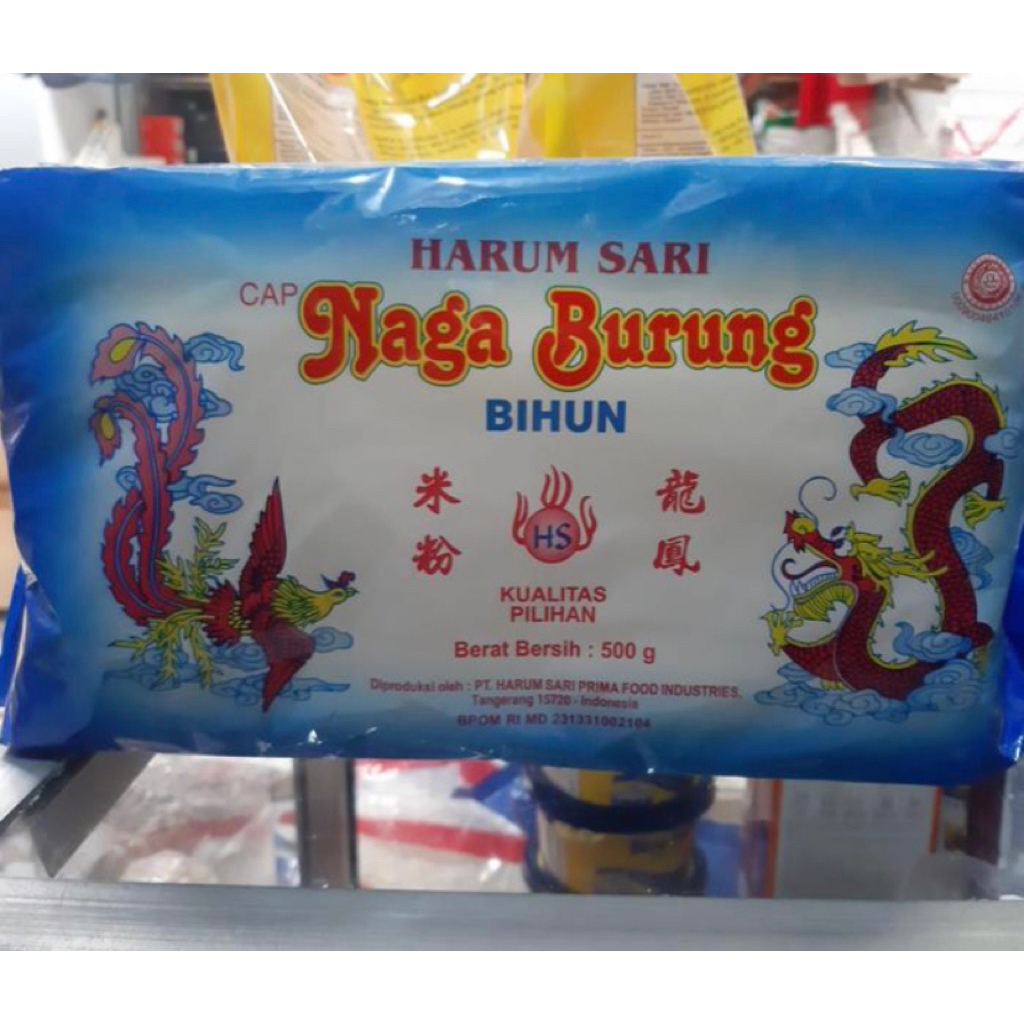 HARUM SARI
CAP Naga Burung
BIHUN
米粉
HS
龍鳳
KUALITAS
PILIHAN
Berat Bersih : 500 g
Diproduksi oleh : PT. HARUM SARI PRIMA FOOD INDUSTRIES,
Tangerang 15720 - Indonesia
BPOM RI MD 231331002104